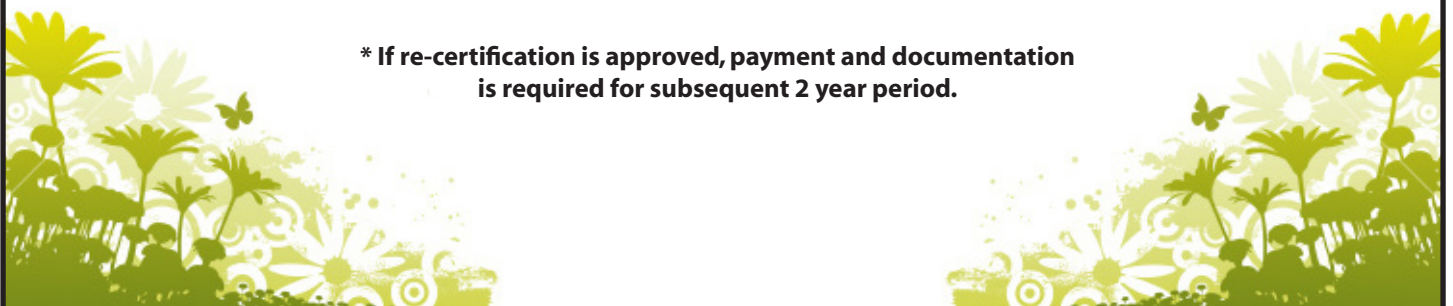 * If re-certification is approved, payment and documentation
is required for subsequent 2 year period.